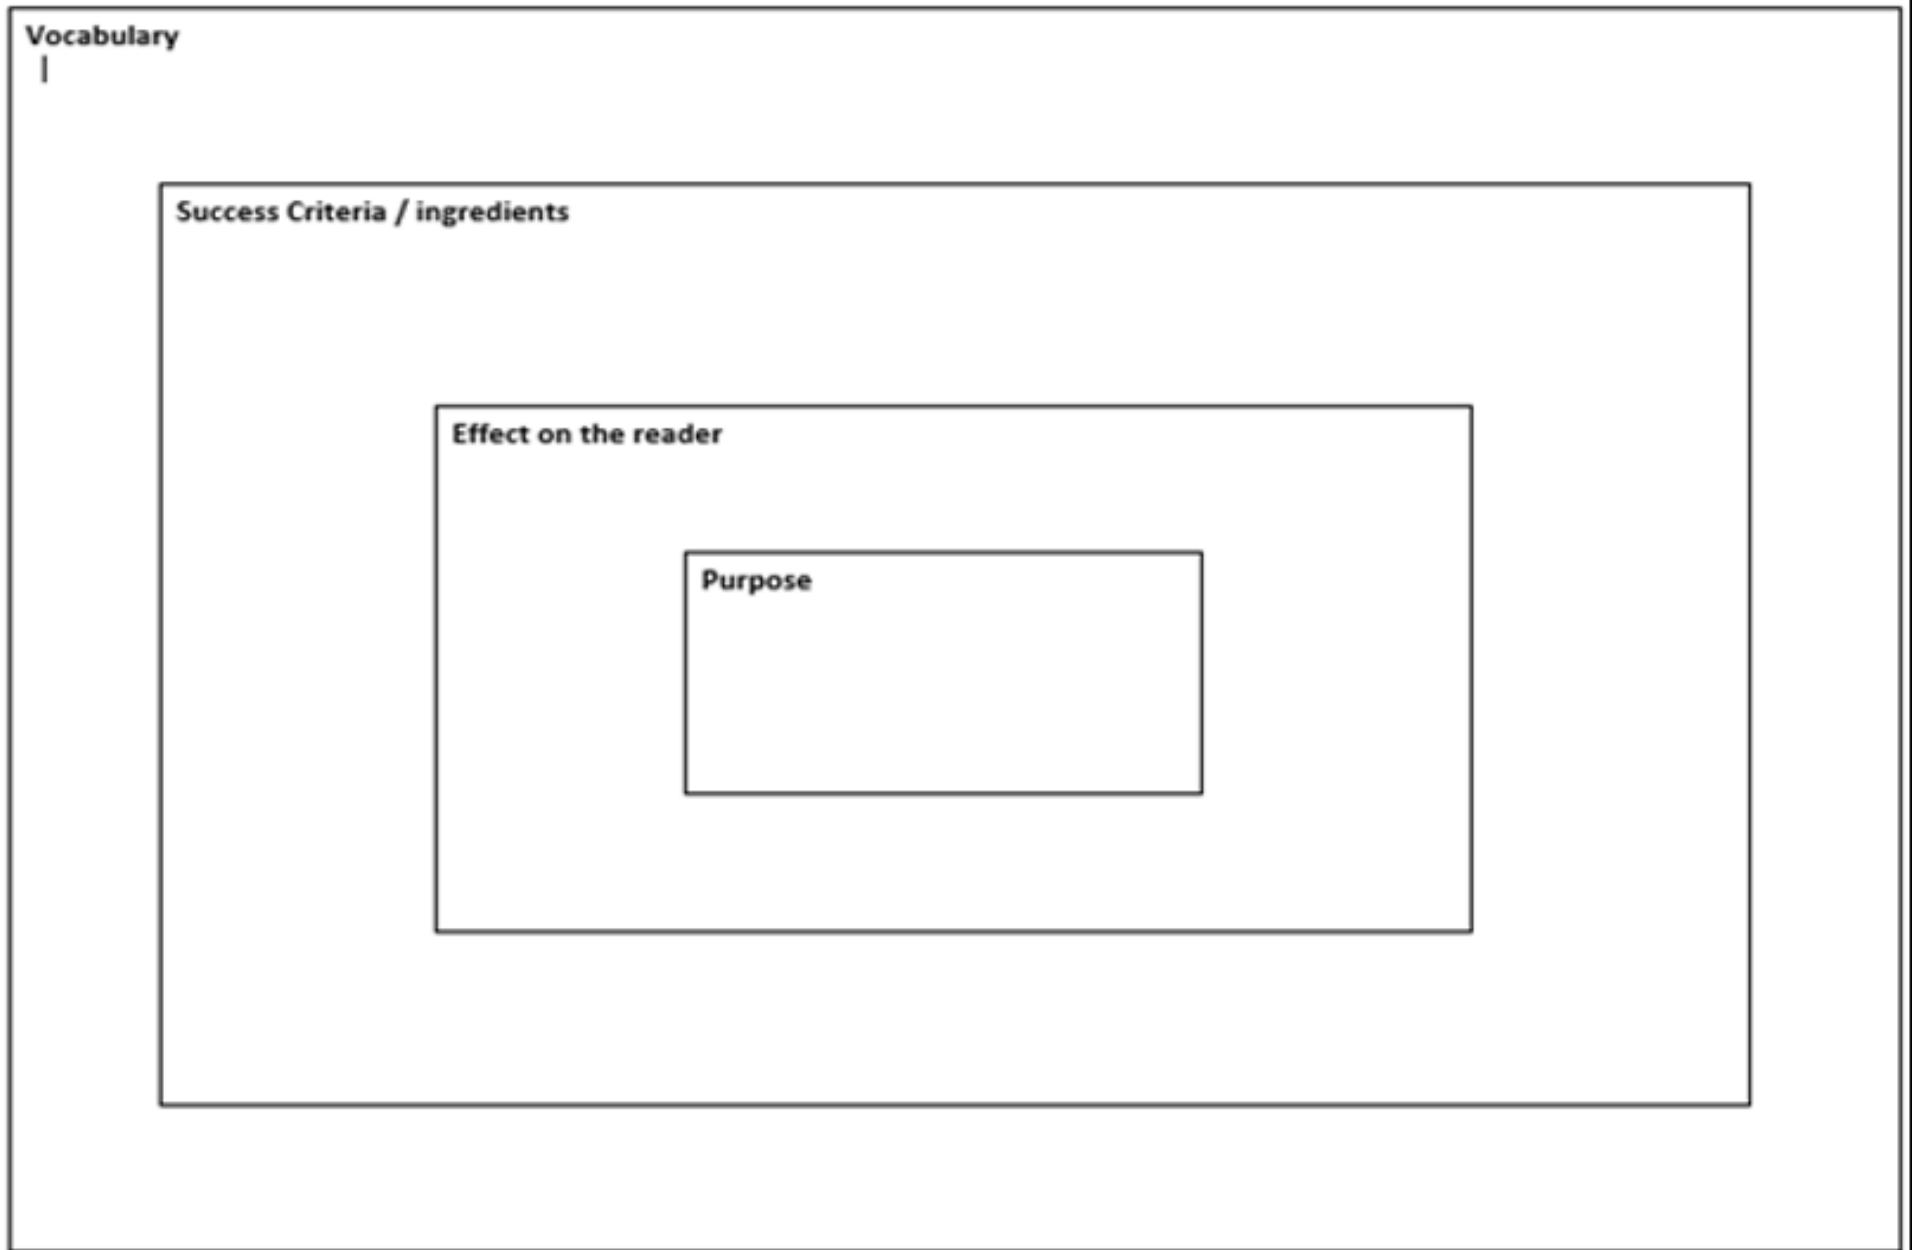 Vocabulary
Success Criteria / ingredients
Effect on the reader
Purpose